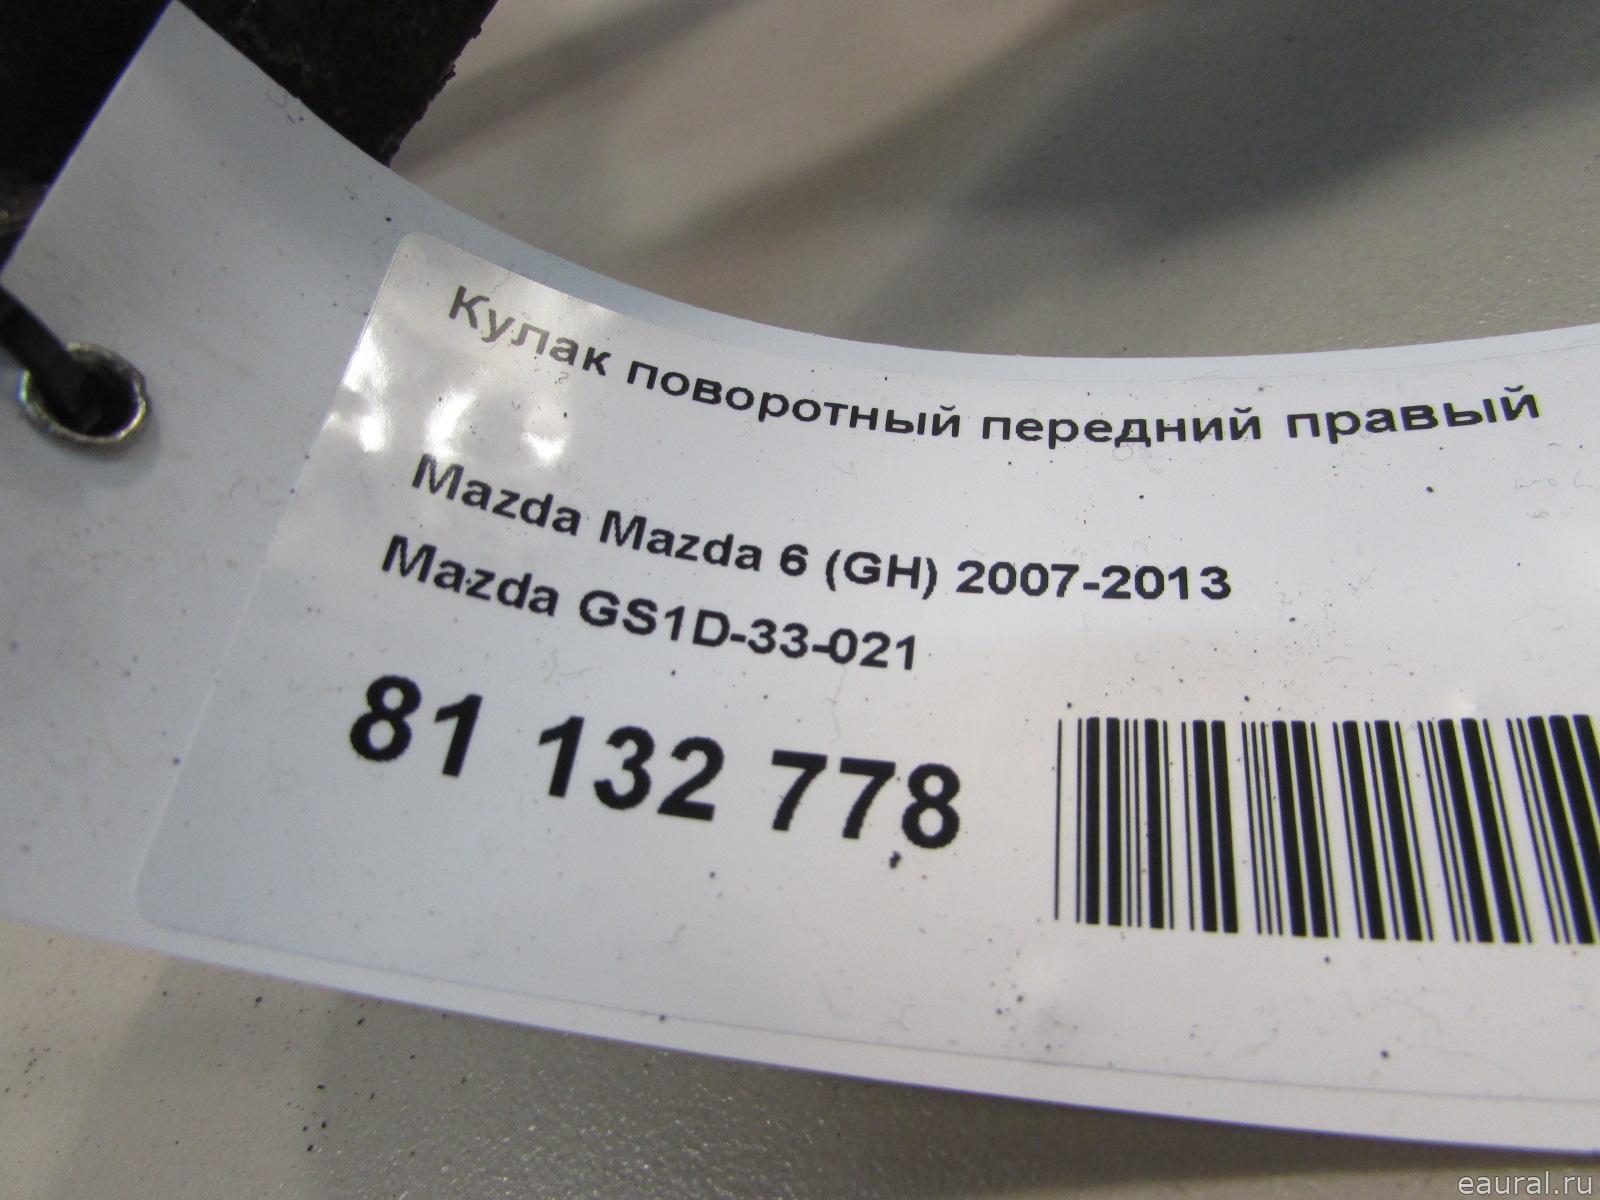 Кулак поворотный передний правый
Mazda Mazda 6 (GH) 2007-2013
Mazda GS1D-33-021
81 132 778
eaural.ru